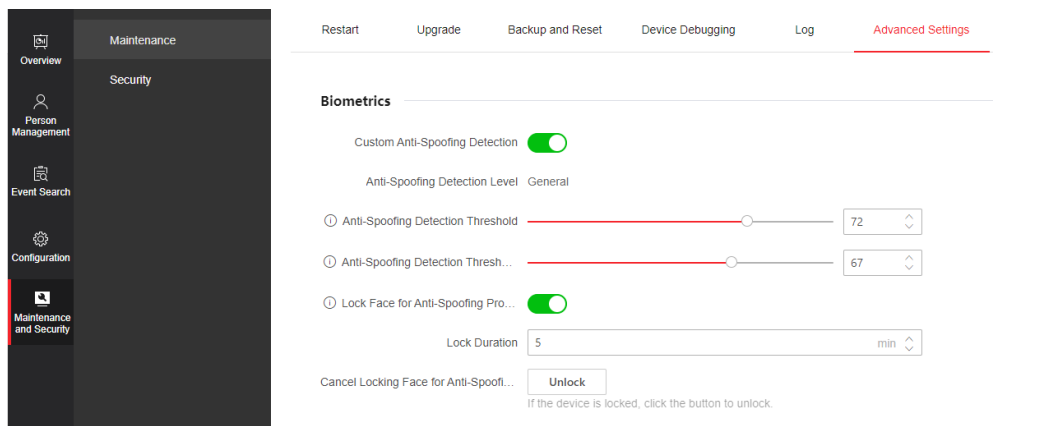 Overview
Person
Management
Event Search
Configuration
Maintenance
and Security
Maintenance
Security
Restart Upgrade Backup and Reset Device Debugging Log Advanced Settings
Biometrics
Custom Anti-Spoofing Detection
Anti-Spoofing Detection Level General
Anti-Spoofing Detection Threshold 72
Anti-Spoofing Detection Thresh... 67
Lock Face for Anti-Spoofing Pro...
Lock Duration 5 min
Cancel Locking Face for Anti-Spoofi... Unlock
If the device is locked, click the button to unlock.